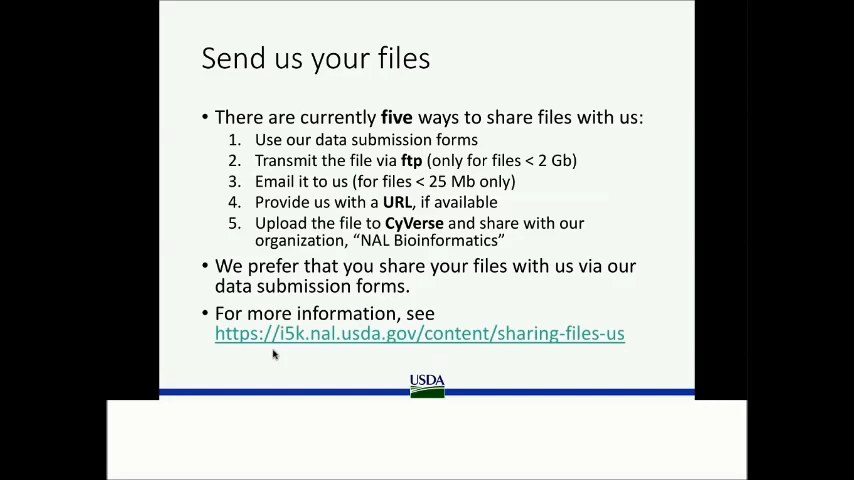 Send us your files
• There are currently five ways to share files with us:
1. Use our data submission forms
2. Transmit the file via ftp (only for files < 2 Gb)
3. Email it to us (for files < 25 Mb only)
4. Provide us with a URL, if available
5. Upload the file to CyVerse and share with our
organization, “NAL Bioinformatics”
• We prefer that you share your files with us via our
data submission forms.
• For more information, see
https://i5k.nal.usda.gov/content/sharing-files-us
USDA